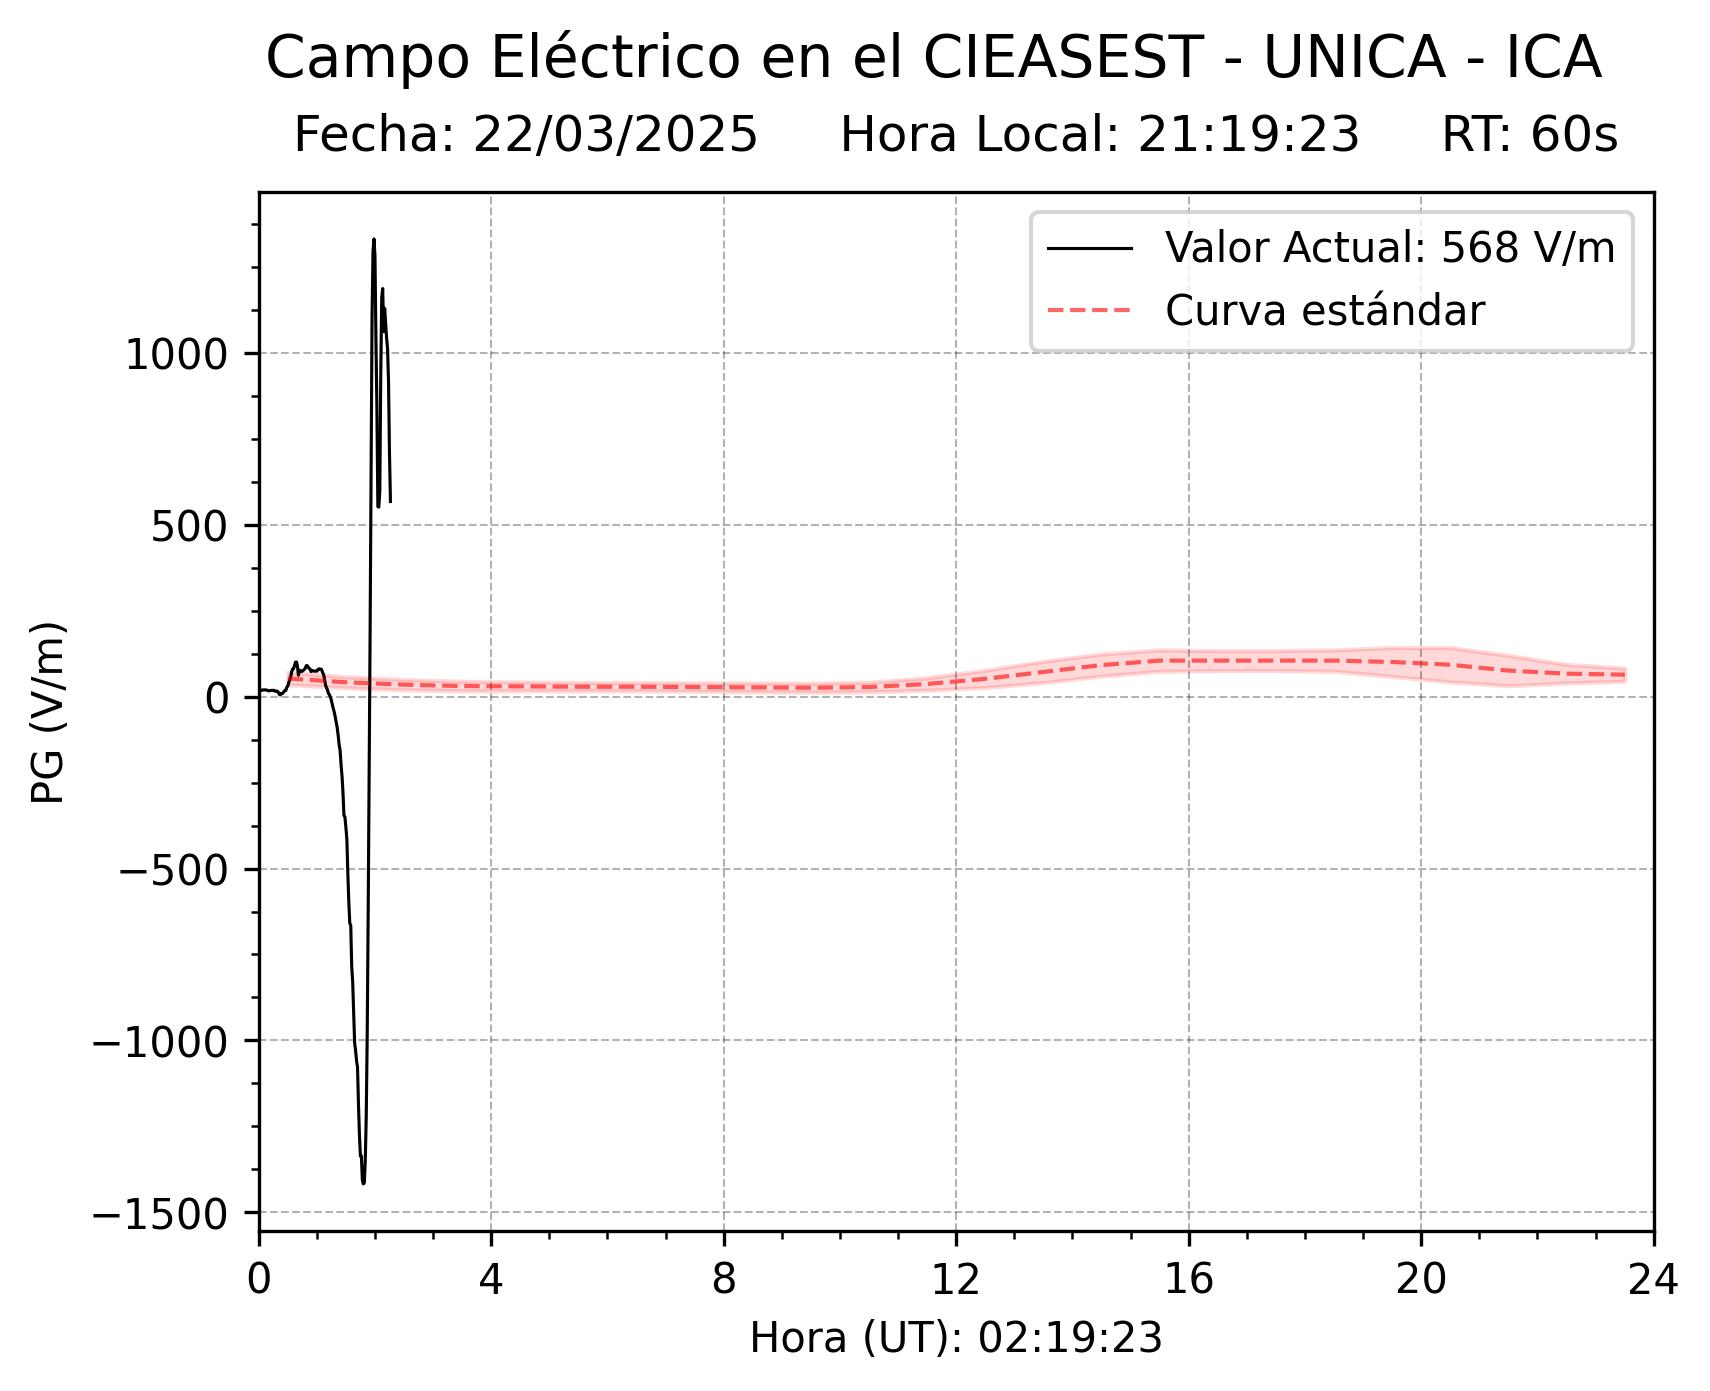 Campo Eléctrico en el CIEASEST - UNICA - ICA
Fecha: 22/03/2025 Hora Local: 21:19:23 RT: 60s
Valor Actual: 568 V/m
Curva estándar
PG (V/m)
1000
500
0
−500
−1000
−1500
0 4 8 12 16 20 24
Hora (UT): 02:19:23